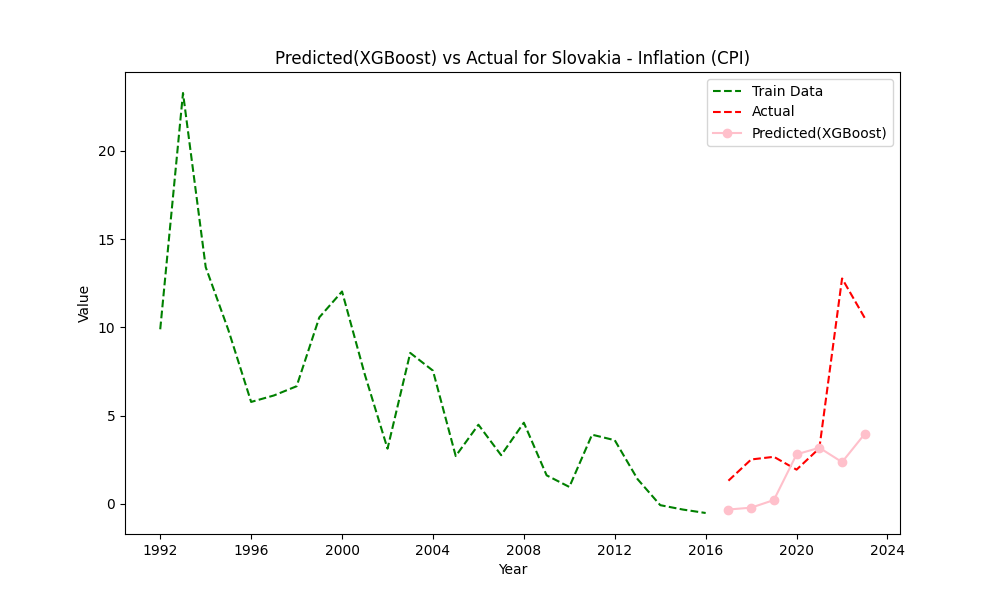 Predicted(XGBoost) vs Actual for Slovakia - Inflation (CPI)
Train Data
Actual
Predicted(XGBoost)
Value
20
15
10
5
0
1992 1996 2000 2004 2008 2012 2016 2020 2024
Year